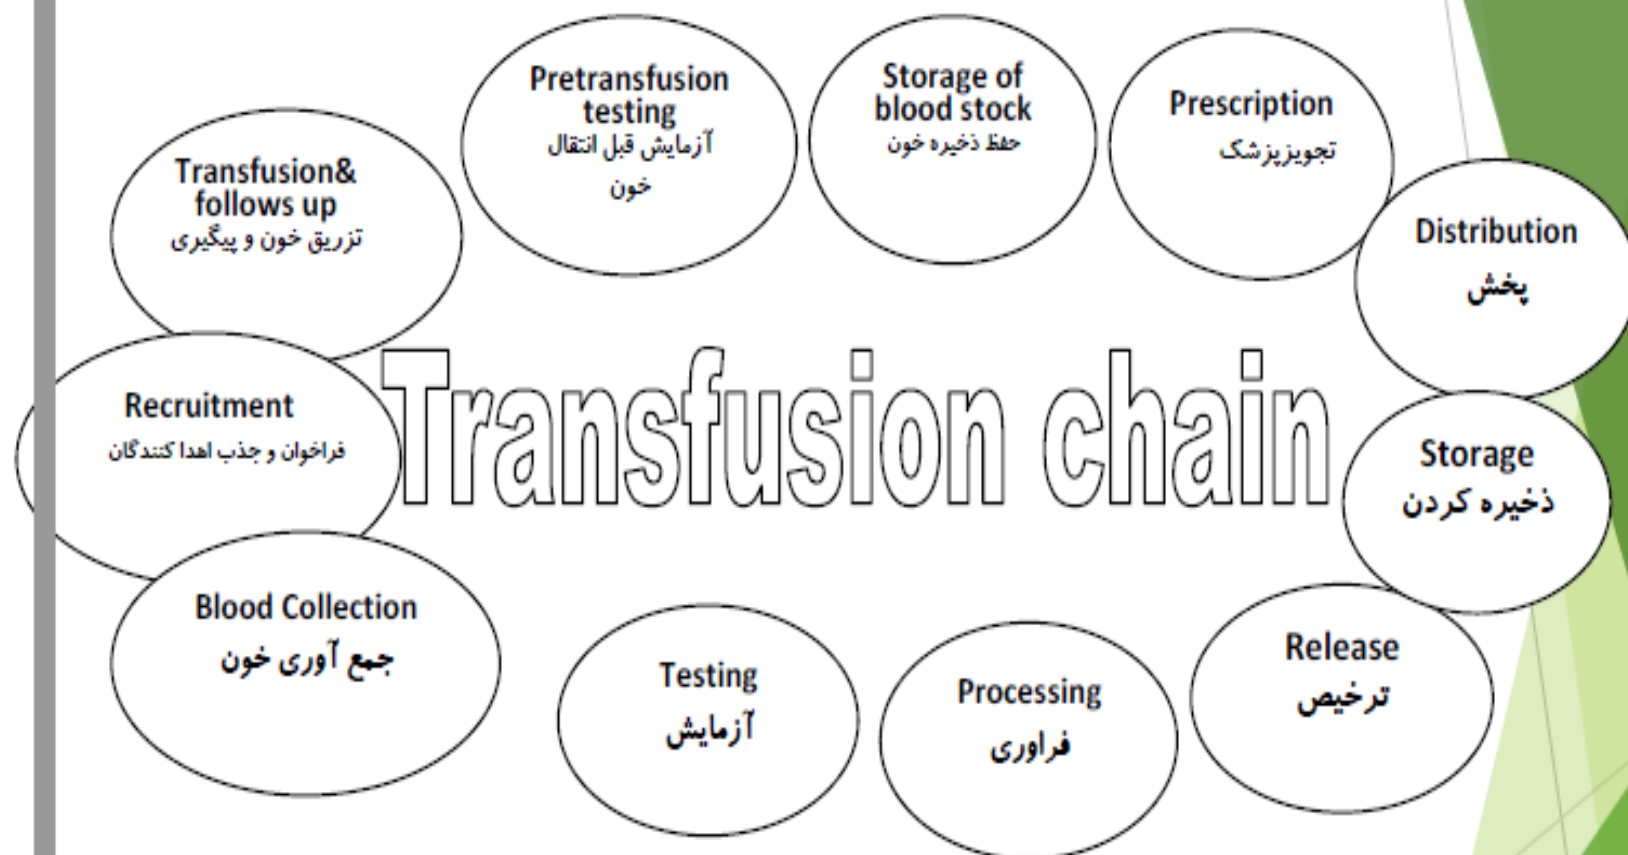 Pretransfusion
testing
آزمایش قبل انتقال
خون
Storage of
blood stock
حفظ ذخیره خون
Prescription
تجویزپزشک
Transfusion&
follows up
تزریق خون و پیگیری
Distribution
پخش
Recruitment
فراخوان و جذب اهدا کنندگان
Transfusion chain
Storage
ذخیره کردن
Blood Collection
جمع آوری خون
Testing
آزمایش
Processing
فراوری
Release
ترخیص